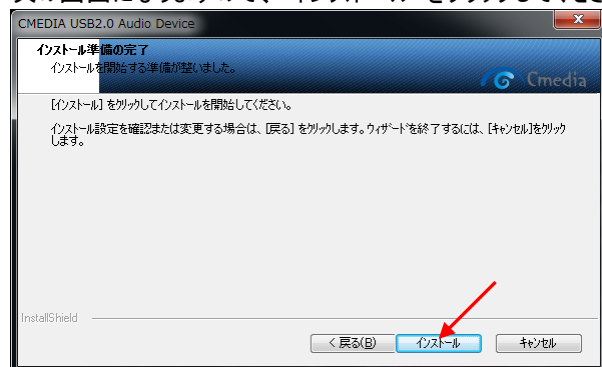 CMEDIA USB2.0 Audio Device
インストール準備の完了
インストールを開始する準備が整いました。
Cmedia
[インストール] をクリックしてインストールを開始してください。
インストール設定を確認または変更する場合は、[戻る] をクリックします。ウィザードを終了するには、[キャンセル]をクリック
します。
InstallShield
< 戻る(B)
インストール
キャンセル